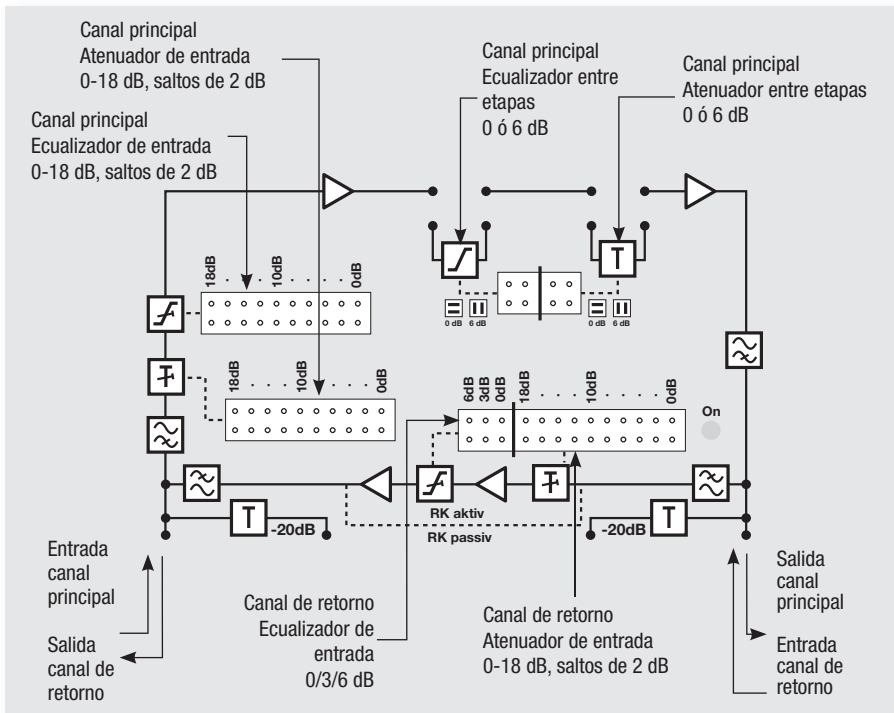 Canal principal
Atenuador de entrada
0-18 dB, saltos de 2 dB
Canal principal
Ecualizador entre
etapas
0 ó 6 dB
Canal principal
Atenuador entre etapas
0 ó 6 dB
Canal principal
Ecualizador de entrada
0-18 dB, saltos de 2 dB
18dB . . . 10dB . . . . 0dB
T
0 dB 6 dB
0 dB 6 dB
T
18dB . . . 10dB . . . . 0dB
6dB 3dB 0dB 18dB . . . 10dB . . . . 0dB
On
T
RK aktiv
RK passiv
T
-20dB
-20dB
T
Entrada
canal
principal
Salida
canal de
retorno
Canal de retorno
Ecualizador de
entrada
0/3/6 dB
Canal de retorno
Atenuador de entrada
0-18 dB, saltos de 2 dB
Salida
canal
principal
Entrada
canal de
retorno